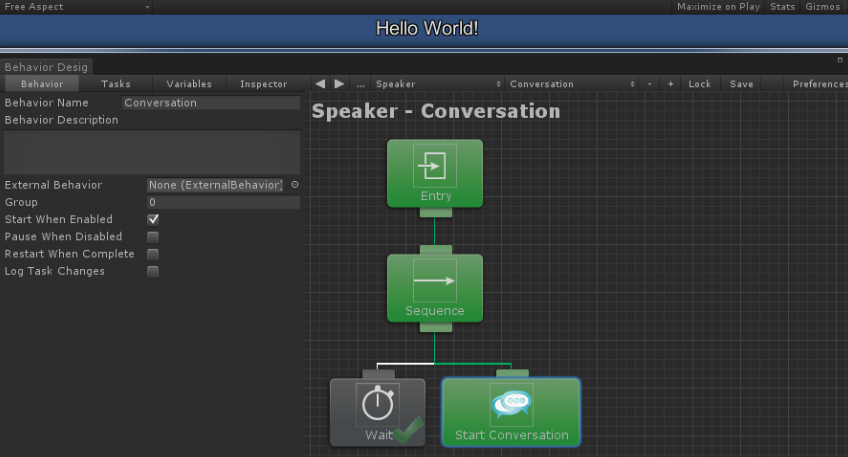 Free Aspect
Maximize on Play Stats Gizmos
Hello World!
Behavior Desig
Behavior Tasks Variables Inspector
... Speaker Conversation - + Lock Save Preferences
Behavior Name Conversation
Behavior Description
External Behavior None (ExternalBehavior)
Group 0
Start When Enabled
Pause When Disabled
Restart When Complete
Log Task Changes
Speaker - Conversation
Entry
Sequence
Wait
Start Conversation